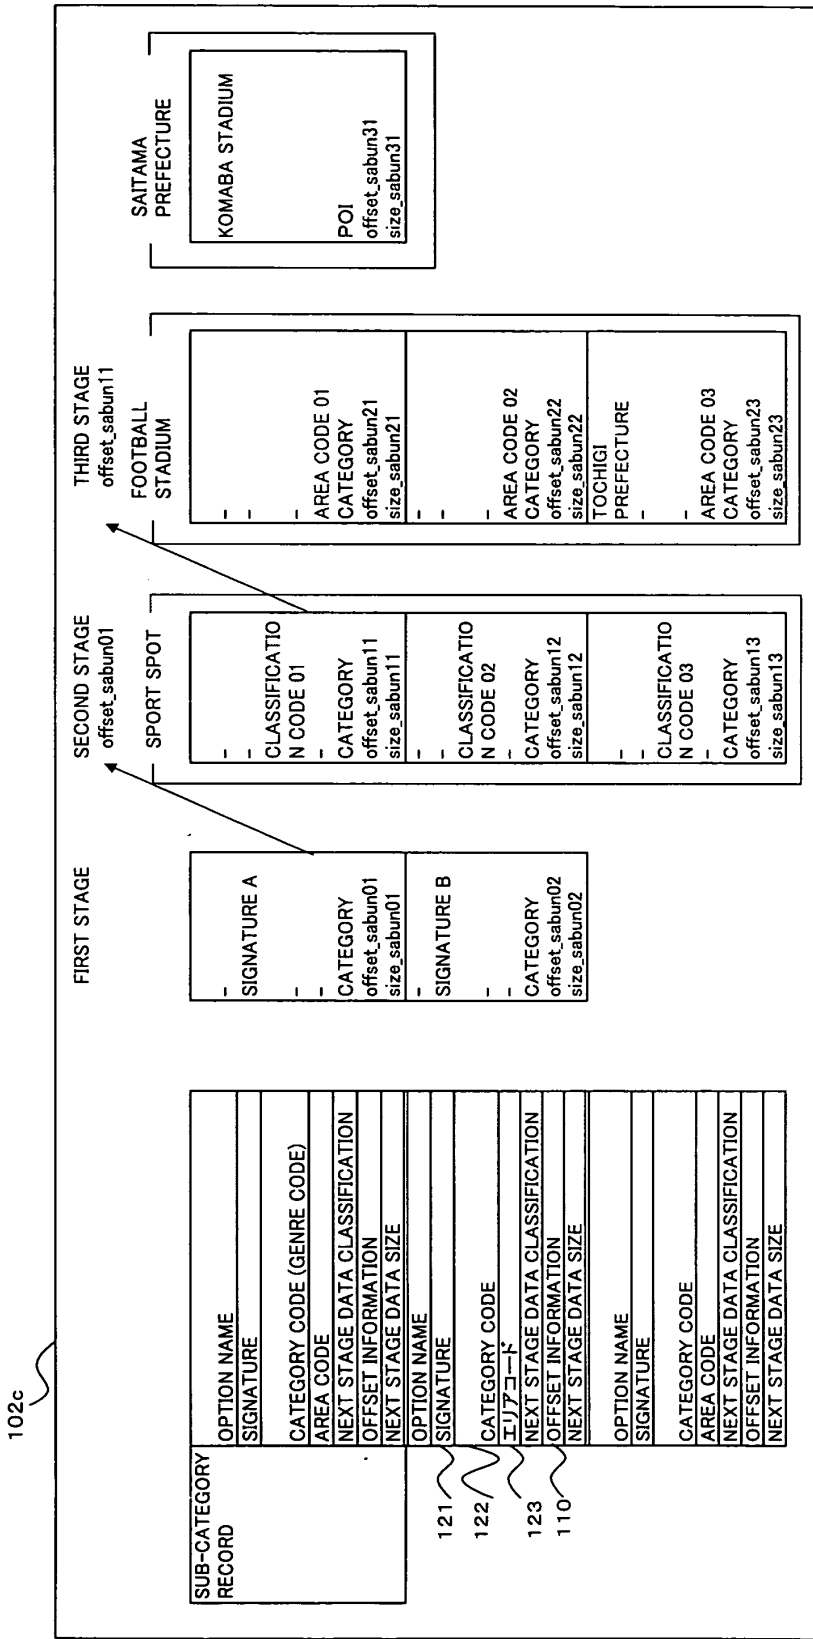 102c
SUB-CATEGORY
RECORD
OPTION NAME
SIGNATURE
CATEGORY CODE (GENRE CODE)
AREA CODE
NEXT STAGE DATA CLASSIFICATION
OFFSET INFORMATION
NEXT STAGE DATA SIZE
OPTION NAME
SIGNATURE
CATEGORY CODE
エリアコード
NEXT STAGE DATA CLASSIFICATION
OFFSET INFORMATION
NEXT STAGE DATA SIZE
OPTION NAME
SIGNATURE
CATEGORY CODE
AREA CODE
NEXT STAGE DATA CLASSIFICATION
OFFSET INFORMATION
NEXT STAGE DATA SIZE
121
122
123
110
FIRST STAGE
-
SIGNATURE A
-
-
CATEGORY
offset_sabun01
size_sabun01
-
SIGNATURE B
-
-
CATEGORY
offset_sabun02
size_sabun02
SECOND STAGE
offset_sabun01
SPORT SPOT
-
-
CLASSIFICATIO
N CODE 01
-
CATEGORY
offset_sabun11
size_sabun11
-
-
CLASSIFICATIO
N CODE 02
-
CATEGORY
offset_sabun12
size_sabun12
-
-
CLASSIFICATIO
N CODE 03
-
CATEGORY
offset_sabun13
size_sabun13
THIRD STAGE
offset_sabun11
FOOTBALL
STADIUM
-
-
-
AREA CODE 01
CATEGORY
offset_sabun21
size_sabun21
-
-
-
AREA CODE 02
CATEGORY
offset_sabun22
size_sabun22
TOCHIGI
PREFECTURE
-
-
AREA CODE 03
CATEGORY
offset_sabun23
size_sabun23
SAITAMA
PREFECTURE
KOMABA STADIUM
POI
offset_sabun31
size_sabun31